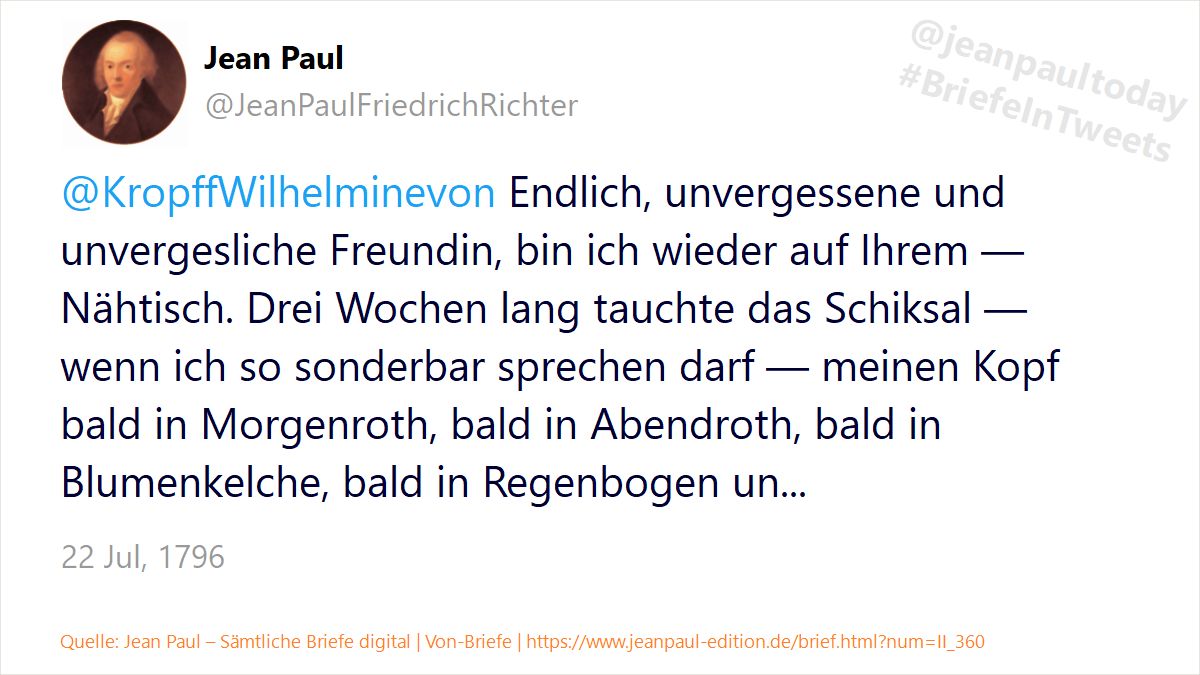 Jean Paul
@JeanPaulFriedrichRichter
@jeanpaultoday
#BriefeInTweets
@KropffWilhelminevon Endlich, unvergessene und
unvergesliche Freundin, bin ich wieder auf Ihrem —
Nähtisch. Drei Wochen lang tauchte das Schiksal —
wenn ich so sonderbar sprechen darf — meinen Kopf
bald in Morgenroth, bald in Abendroth, bald in
Blumenkelche, bald in Regenbogen un...
22 Jul, 1796
Quelle: Jean Paul – Sämtliche Briefe digital | Von-Briefe | https://www.jeanpaul-edition.de/brief.html?num=II_360